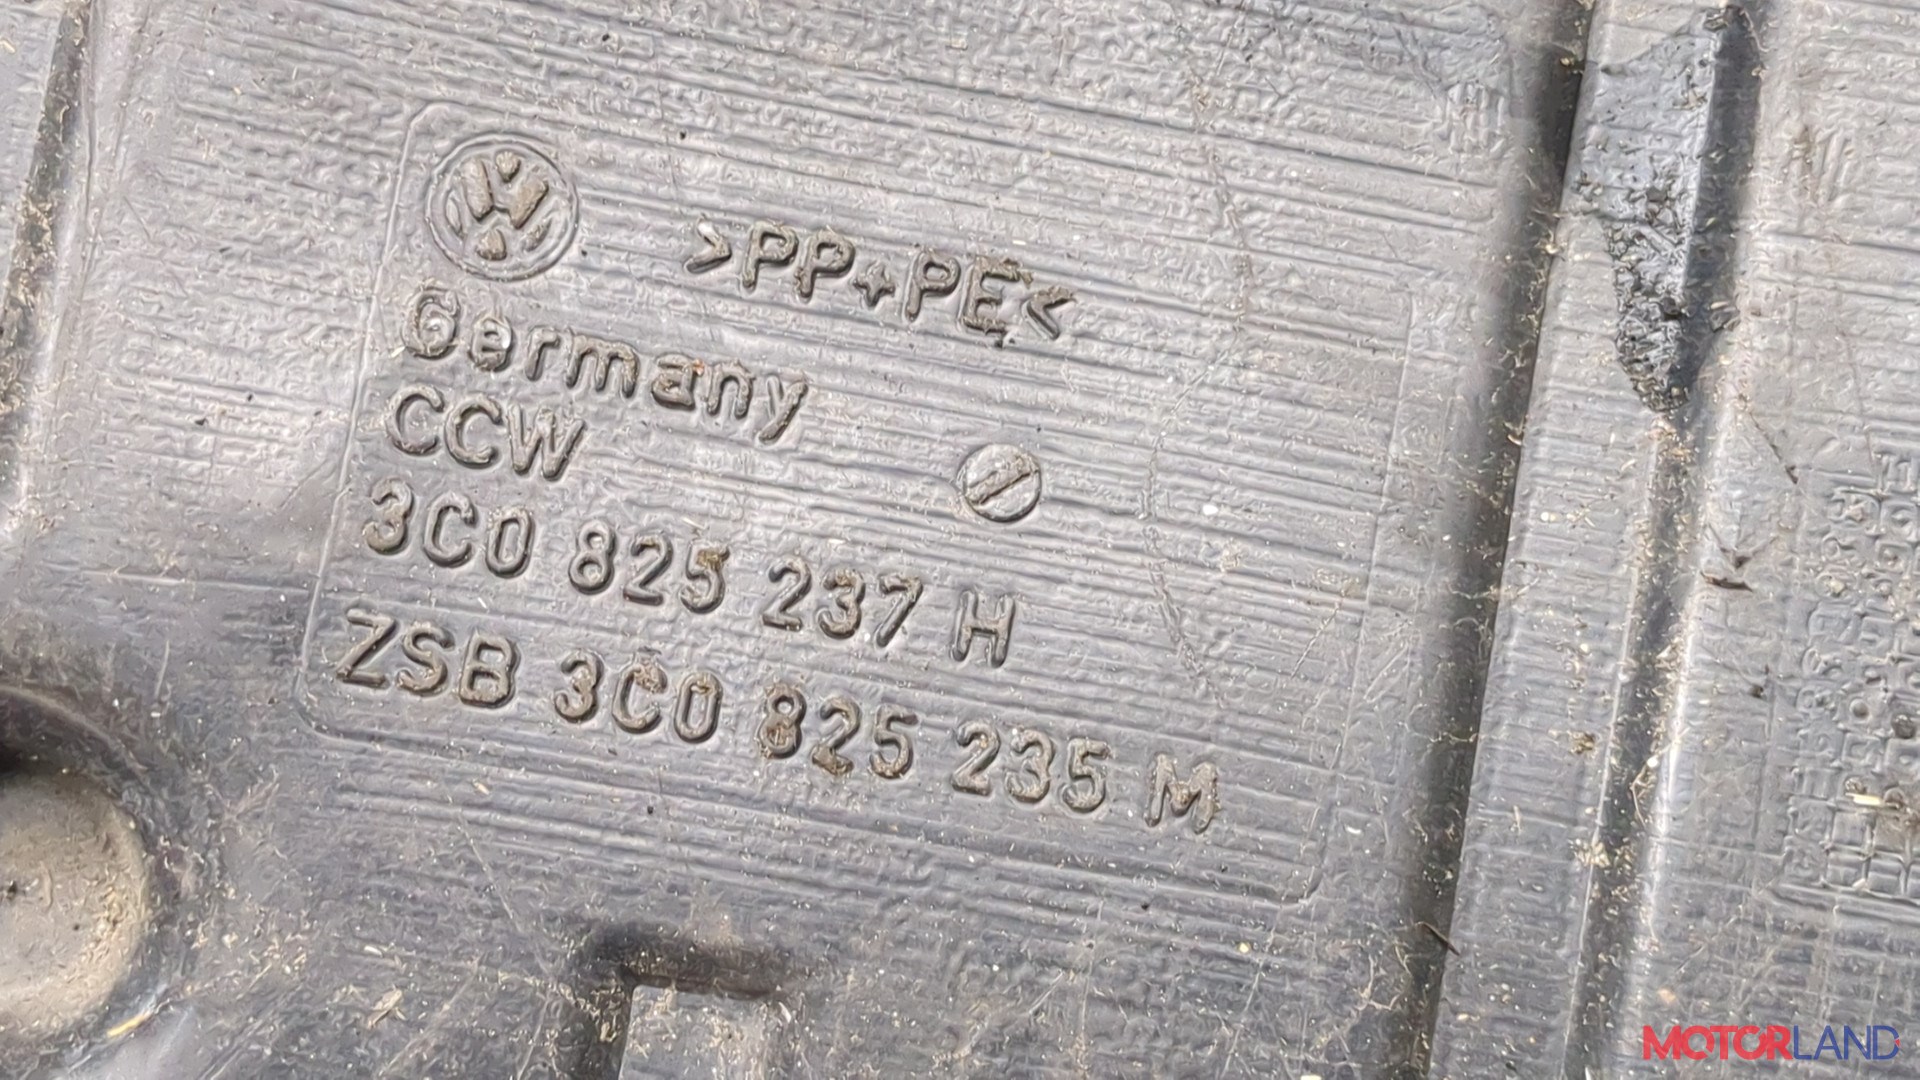 >PP+PE<
Germany
CCW
3C0 825 237 H
ZSB 3C0 825 235 M
MOTORLAND